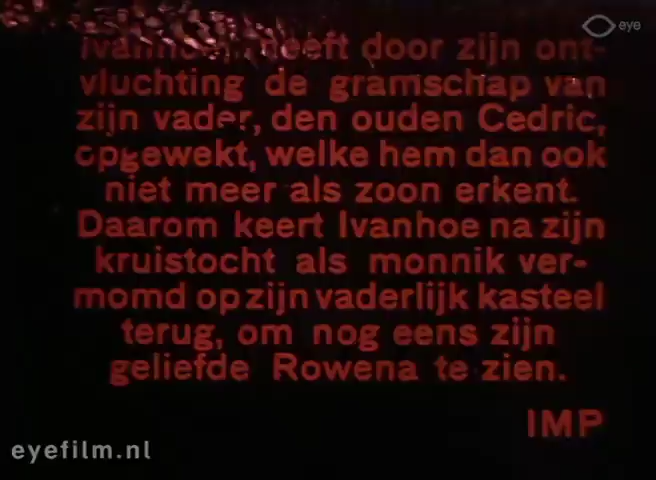 eye
heeft door zijn ont-
vluchting de gramschap van
zijn vader, den ouden Cedric,
opgewekt, welke hem dan ook
niet meer als zoon erkent.
Daarom keert Ivanhoe na zijn
kruistocht als monnik ver-
momd op zijn vaderlijk kasteel
terug, om nog eens zijn
geliefde Rowena te zien.
IMP
eyefilm.nl